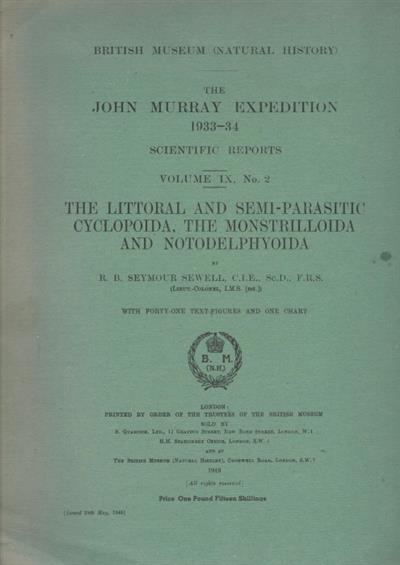 BRITISH MUSEUM (NATURAL HISTORY)
THE
JOHN MURRAY EXPEDITION
1933–34
SCIENTIFIC REPORTS
VOLUME IX, No. 2
THE LITTORAL AND SEMI-PARASITIC
CYCLOPOIDA, THE MONSTRILLOIDA
AND NOTODELPHYOIDA
BY
R. B. SEYMOUR SEWELL, C.I.E., Sc.D., F.R.S.
(LIEUT.-COLONEL, I.M.S. [ret.])
WITH FORTY-ONE TEXT-FIGURES AND ONE CHART
B. M.
(N.H.)
LONDON:
PRINTED BY ORDER OF THE TRUSTEES OF THE BRITISH MUSEUM
SOLD BY
B. QUARITCH, LTD., 11 GRAFTON STREET, NEW BOND STREET, LONDON, W.1
H.M. STATIONERY OFFICE, LONDON, S.W.
AND AT
THE BRITISH MUSEUM (NATURAL HISTORY), CROMWELL ROAD, LONDON, S.W.7
1949
[All rights reserved]
Price One Pound Fifteen Shillings
[Issued May, 1949]